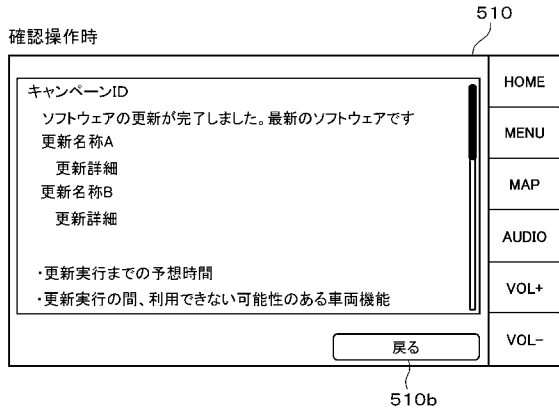 510
確認操作時
キャンペーンID
ソフトウェアの更新が完了しました。最新のソフトウェアです
更新名称A
更新詳細
更新名称B
更新詳細
・更新実行までの予想時間
・更新実行の間、利用できない可能性のある車両機能
戻る
HOME
MENU
MAP
AUDIO
VOL+
VOL-
510b